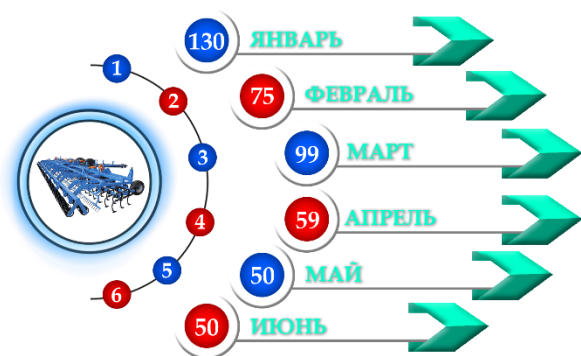 130 ЯНВАРЬ
1
2
75 ФЕВРАЛЬ
3
99 МАРТ
4
59 АПРЕЛЬ
5
50 МАЙ
6
50 ИЮНЬ